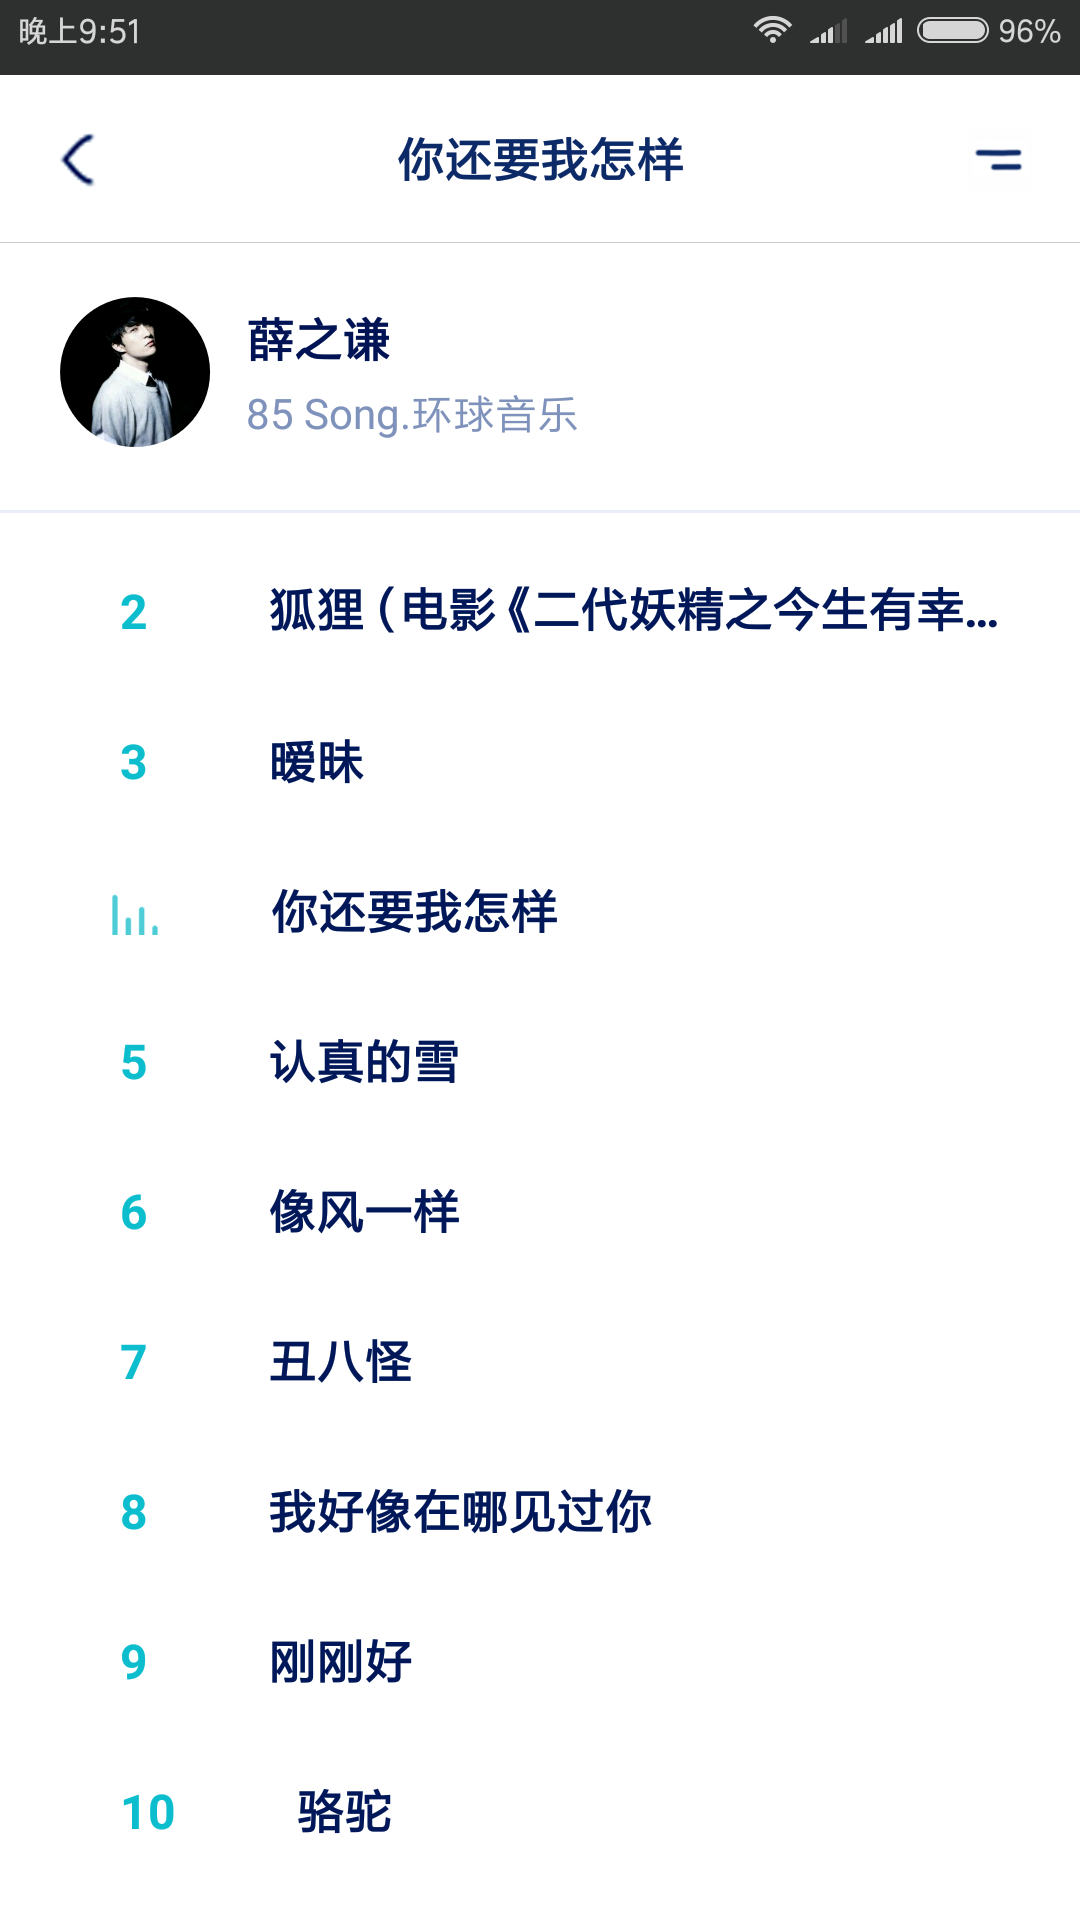 晚上9:51 96%
你还要我怎样
薛之谦
85 Song.环球音乐
2 狐狸（电影《二代妖精之今生有幸...
3 暧昧
你还要我怎样
5 认真的雪
6 像风一样
7 丑八怪
8 我好像在哪见过你
9 刚刚好
10 骆驼